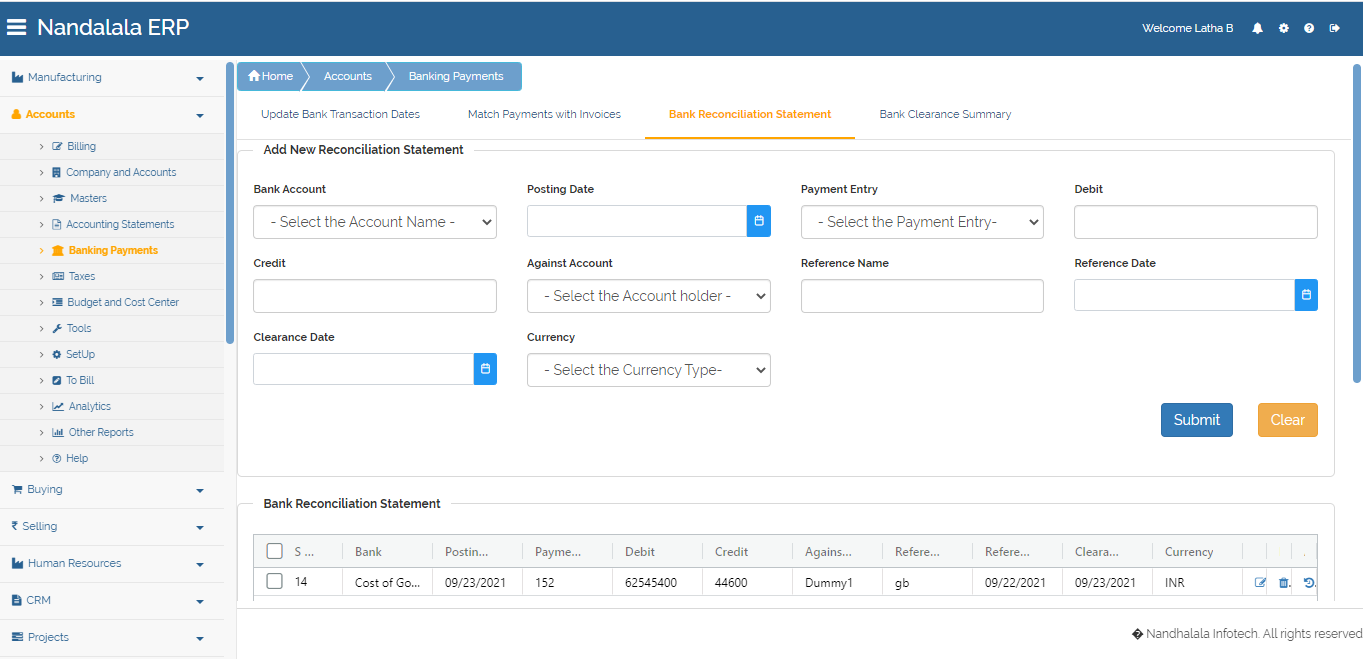 Nandalala ERP
Welcome Latha B
Manufacturing
Accounts
Billing
Company and Accounts
Masters
Accounting Statements
Banking Payments
Taxes
Budget and Cost Center
Tools
SetUp
To Bill
Analytics
Other Reports
Help
Buying
₹ Selling
Human Resources
CRM
Projects
Home Accounts Banking Payments
Update Bank Transaction Dates Match Payments with Invoices Bank Reconciliation Statement Bank Clearance Summary
Add New Reconciliation Statement
Bank Account Posting Date Payment Entry Debit
- Select the Account Name - - Select the Payment Entry-
Credit Against Account Reference Name Reference Date
- Select the Account holder -
Clearance Date Currency
- Select the Currency Type-
Submit Clear
Bank Reconciliation Statement
S ... Bank Postin... Payme... Debit Credit Agains... Refere... Refere... Cleara... Currency .
14 Cost of Go... 09/23/2021 152 62545400 44600 Dummy1 gb 09/22/2021 09/23/2021 INR
� Nandhalala Infotech. All rights reserved